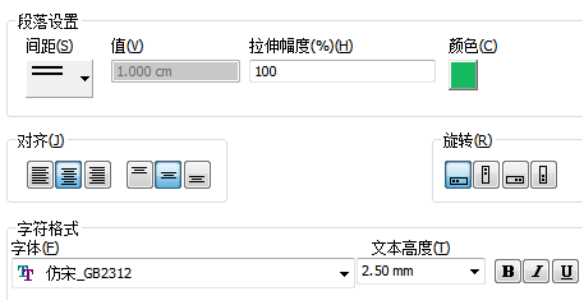 段落设置
间距(S) 值(V) 拉伸幅度(%)(H) 颜色(C)
1.000 cm 100
对齐(J) 旋转(R)
字符格式
字体(F) 文本高度(T)
仿宋_GB2312 2.50 mm B I U